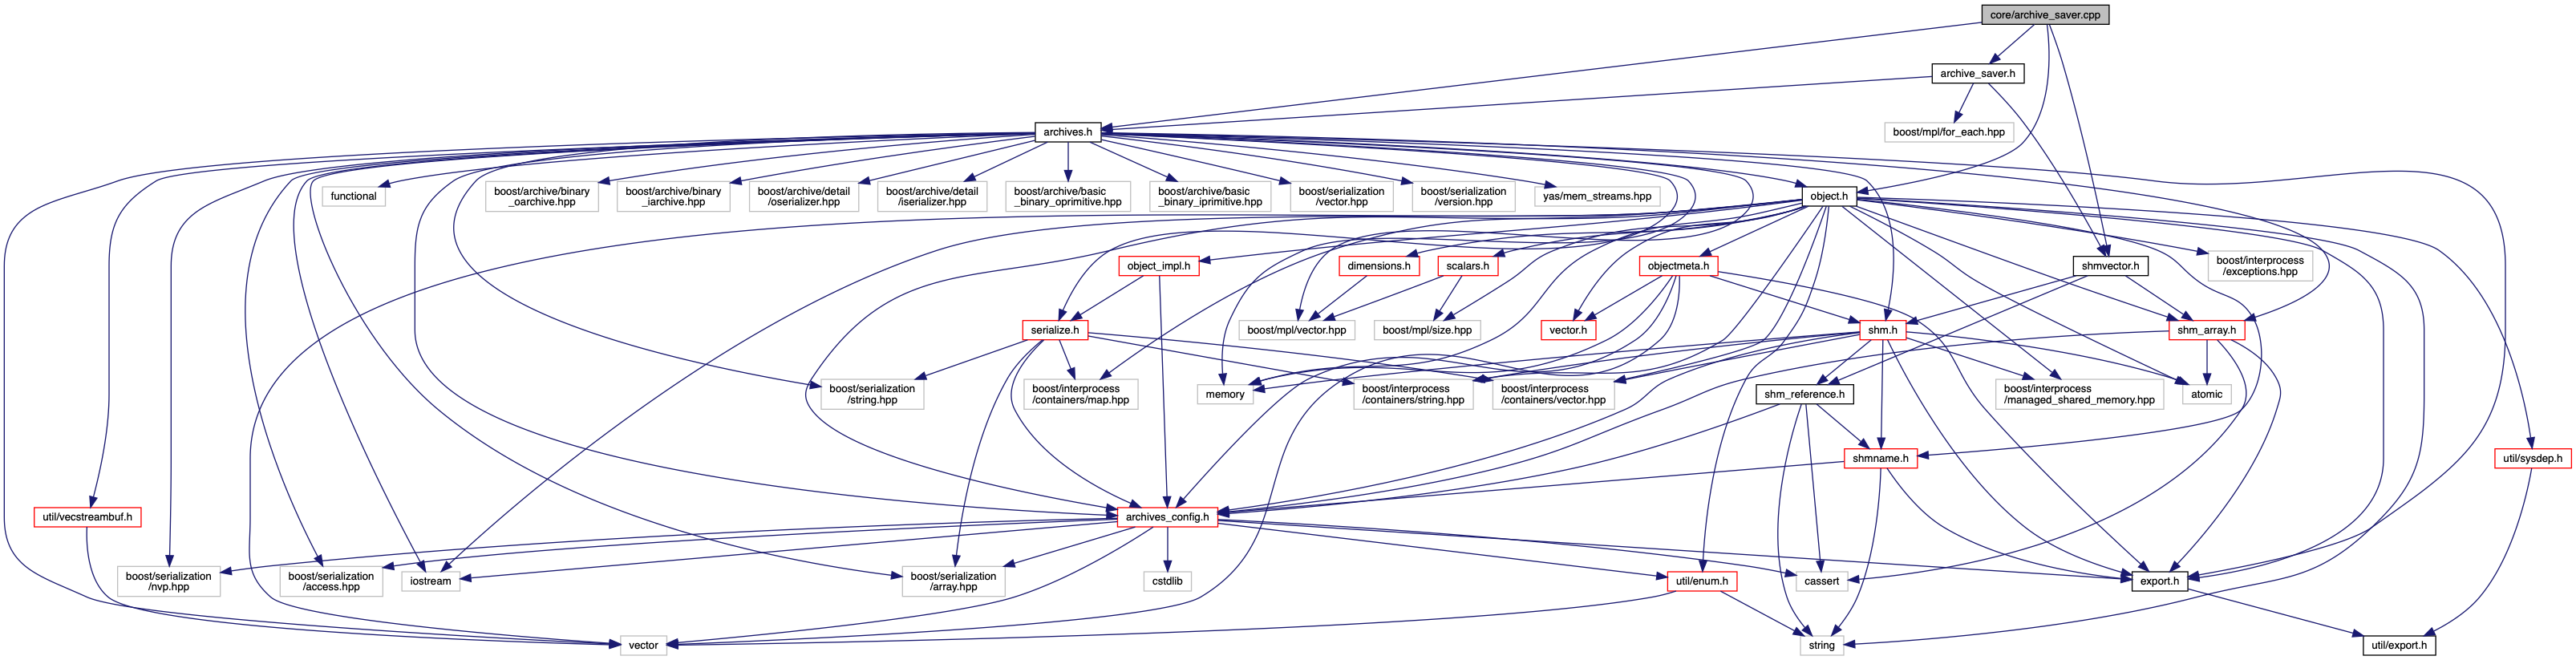 core/archive_saver.cpp
archive_saver.h
archives.h
boost/mpl/for_each.hpp
functional
boost/archive/binary
_oarchive.hpp
boost/archive/binary
_iarchive.hpp
boost/archive/detail
/oserializer.hpp
boost/archive/detail
/iserializer.hpp
boost/archive/basic
_binary_oprimitive.hpp
boost/archive/basic
_binary_iprimitive.hpp
boost/serialization
/vector.hpp
boost/serialization
/version.hpp
yas/mem_streams.hpp
object.h
object_impl.h
dimensions.h
scalars.h
objectmeta.h
shmvector.h
boost/interprocess
/exceptions.hpp
serialize.h
boost/mpl/vector.hpp
boost/mpl/size.hpp
vector.h
shm.h
shm_array.h
boost/serialization
/string.hpp
boost/interprocess
/containers/map.hpp
memory
boost/interprocess
/containers/string.hpp
boost/interprocess
/containers/vector.hpp
shm_reference.h
boost/interprocess
/managed_shared_memory.hpp
atomic
shmname.h
util/sysdep.h
util/vecstreambuf.h
archives_config.h
boost/serialization
/nvp.hpp
boost/serialization
/access.hpp
iostream
boost/serialization
/array.hpp
cstdlib
util/enum.h
cassert
export.h
vector
string
util/export.h